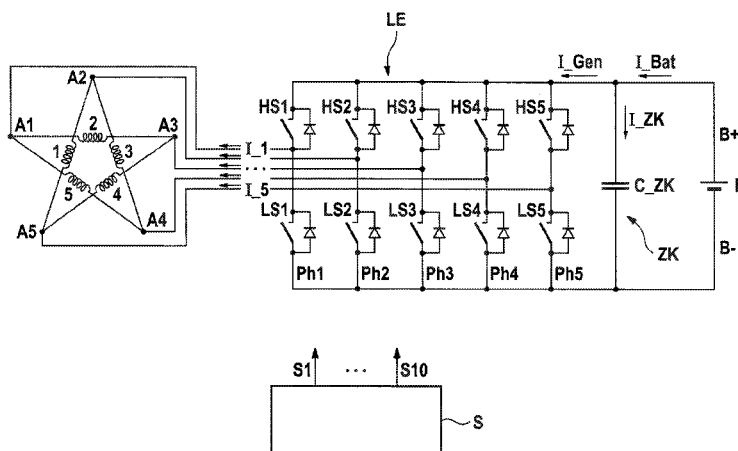 LE
I_Gen
I_Bat
A2
HS1
HS2
HS3
HS4
HS5
A1
2
A3
I_ZK
B+
I_1
1
3
...
C_ZK
5
4
I_5
A5
A4
LS1
LS2
LS3
LS4
LS5
ZK
B-
Ph1
Ph2
Ph3
Ph4
Ph5
S1
...
S10
S